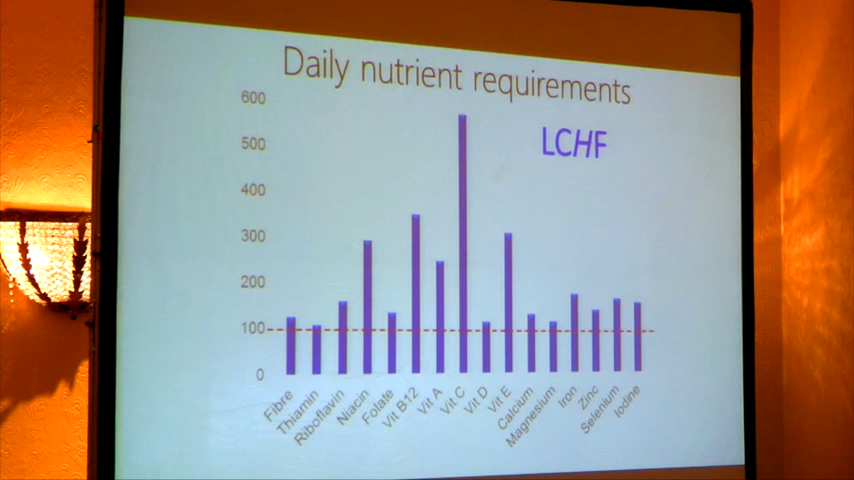 Daily nutrient requirements
LCHF
600
500
400
300
200
100
0
Fibre
Thiamin
Riboflavin
Niacin
Folate
Vit B12
Vit A
Vit C
Vit D
Vit E
Calcium
Magnesium
Iron
Zinc
Selenium
Iodine